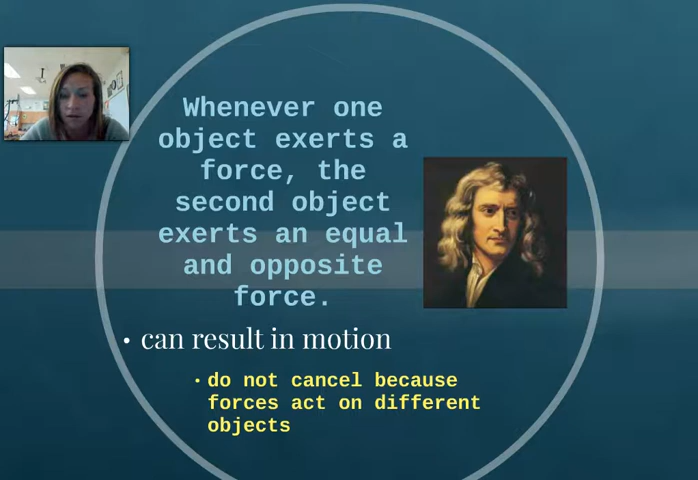 Whenever one
object exerts a
force, the
second object
exerts an equal
and opposite
force.
• can result in motion
• do not cancel because
forces act on different
objects